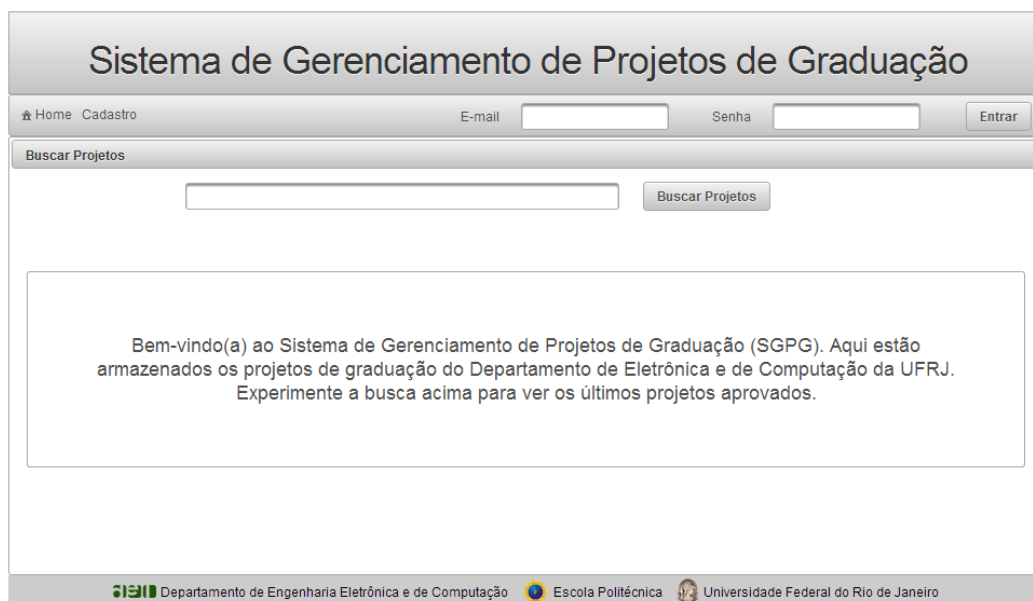 Sistema de Gerenciamento de Projetos de Graduação
Home Cadastro E-mail Senha Entrar
Buscar Projetos
Buscar Projetos
Bem-vindo(a) ao Sistema de Gerenciamento de Projetos de Graduação (SGPG). Aqui estão
armazenados os projetos de graduação do Departamento de Eletrônica e de Computação da UFRJ.
Experimente a busca acima para ver os últimos projetos aprovados.
Departamento de Engenharia Eletrônica e de Computação Escola Politécnica Universidade Federal do Rio de Janeiro